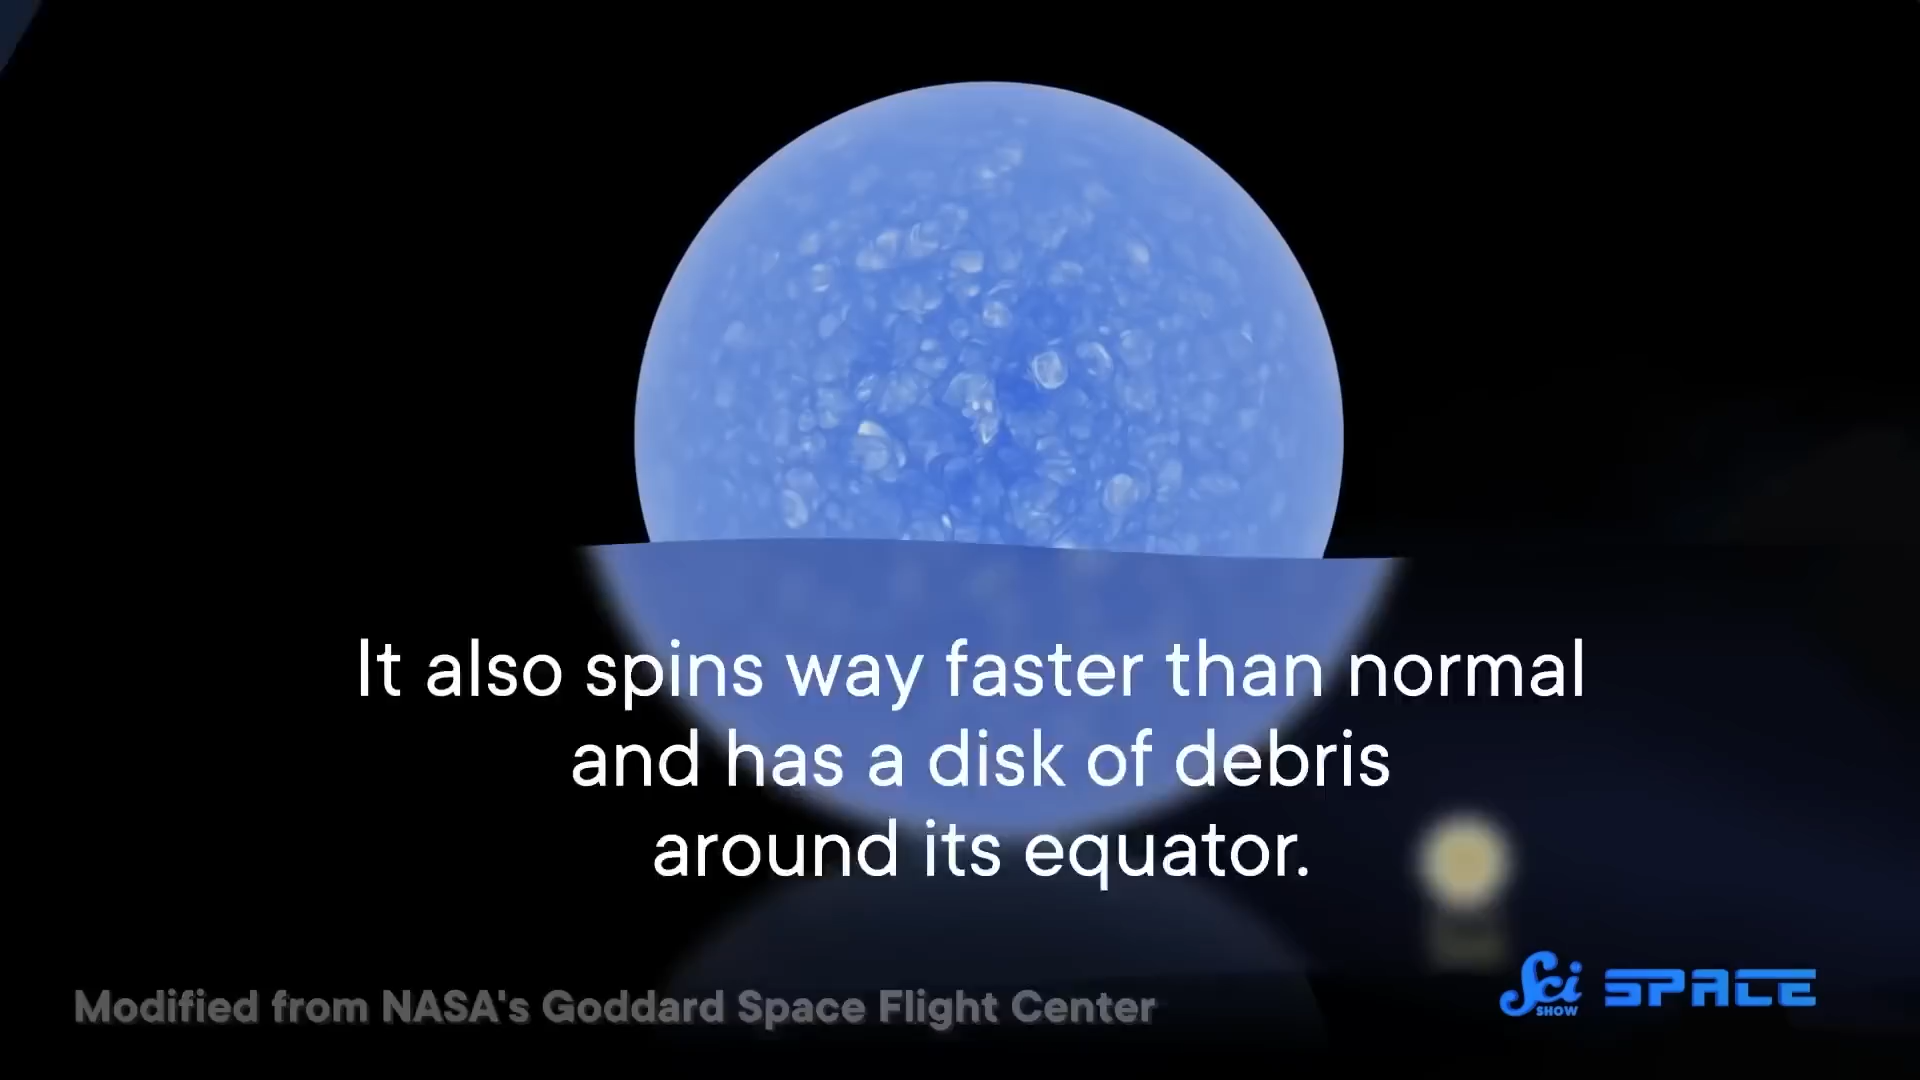 It also spins way faster than normal
and has a disk of debris
around its equator.
Modified from NASA's Goddard Space Flight Center
Sci SHOW SPACE